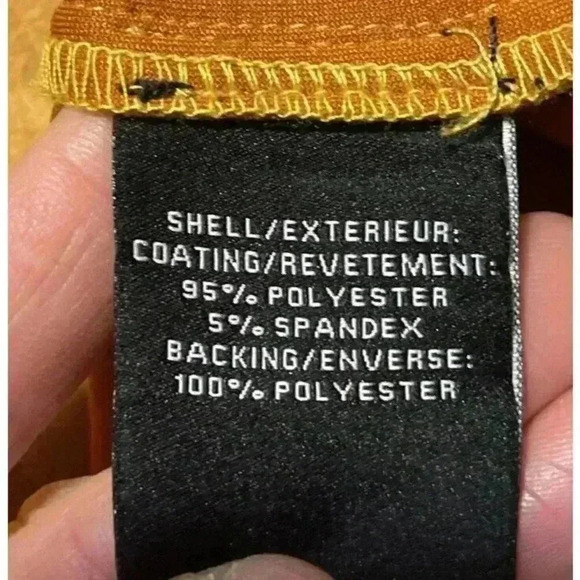 SHELL/EXTERIEUR:
COATING/REVETEMENT:
95% POLYESTER
5% SPANDEX
BACKING/ENVERSE:
100% POLYESTER